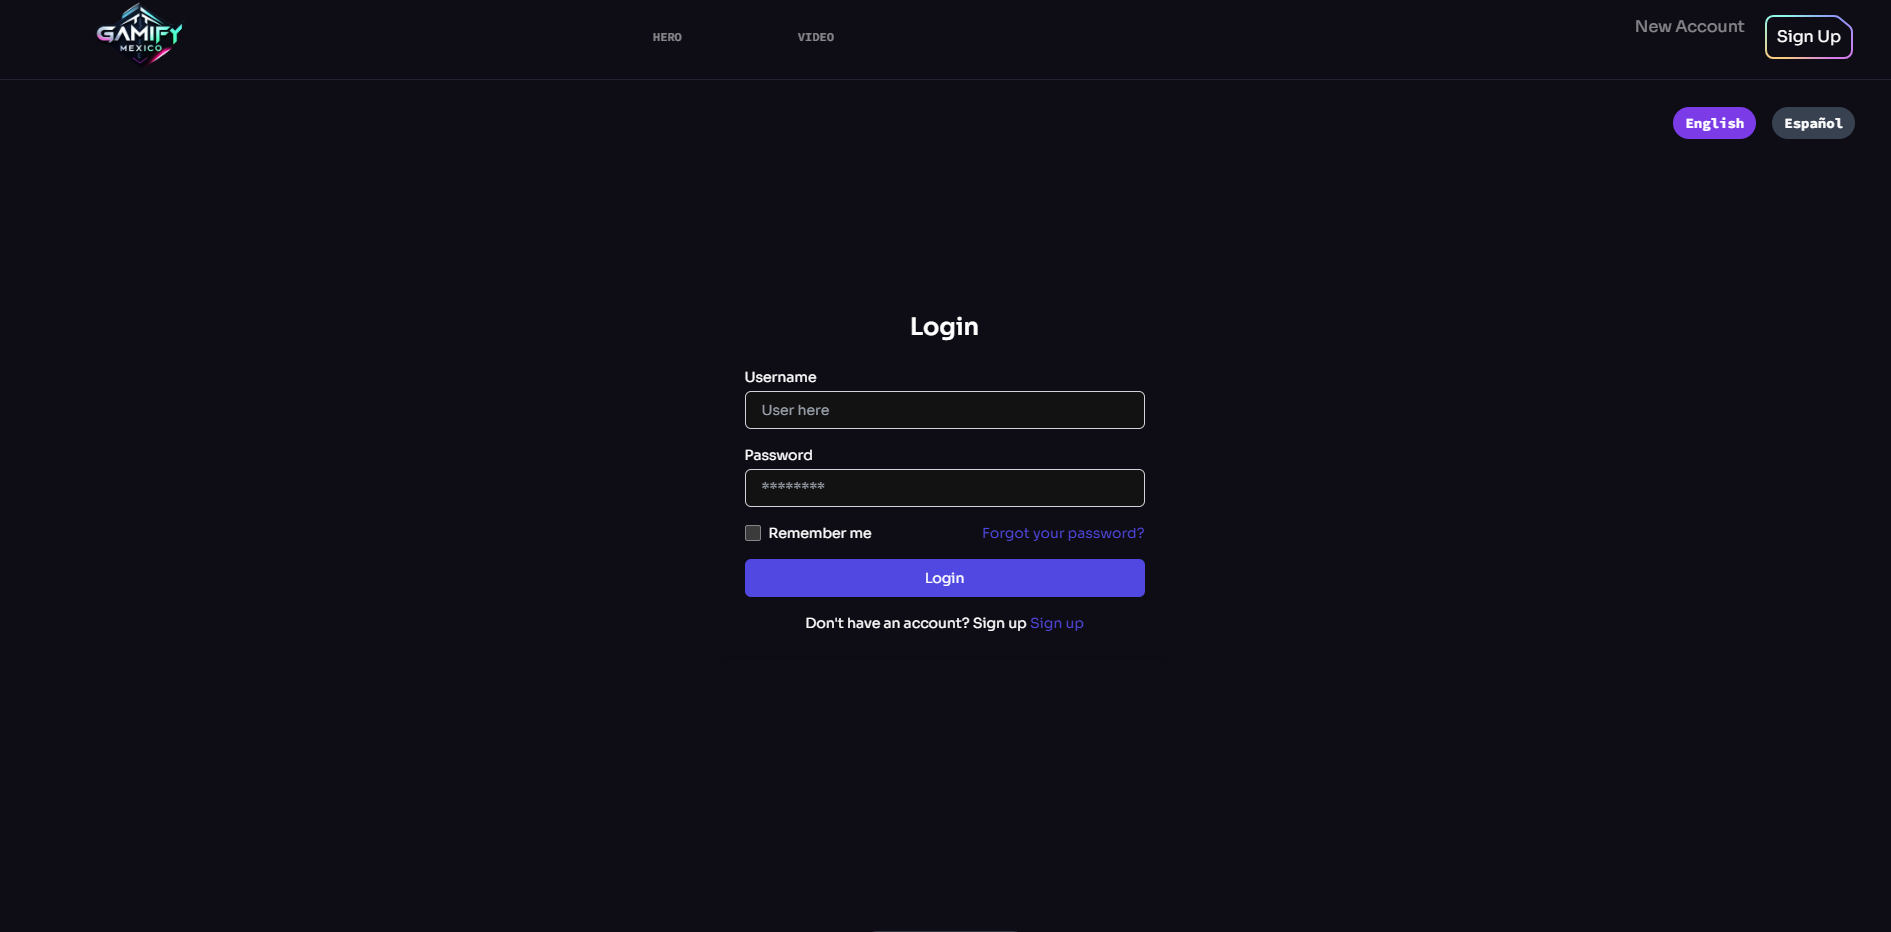 GAMIFY
MEXICO
HERO
VIDEO
New Account
Sign Up
English
Español
Login
Username
User here
Password
********
Remember me
Forgot your password?
Login
Don't have an account? Sign up Sign up